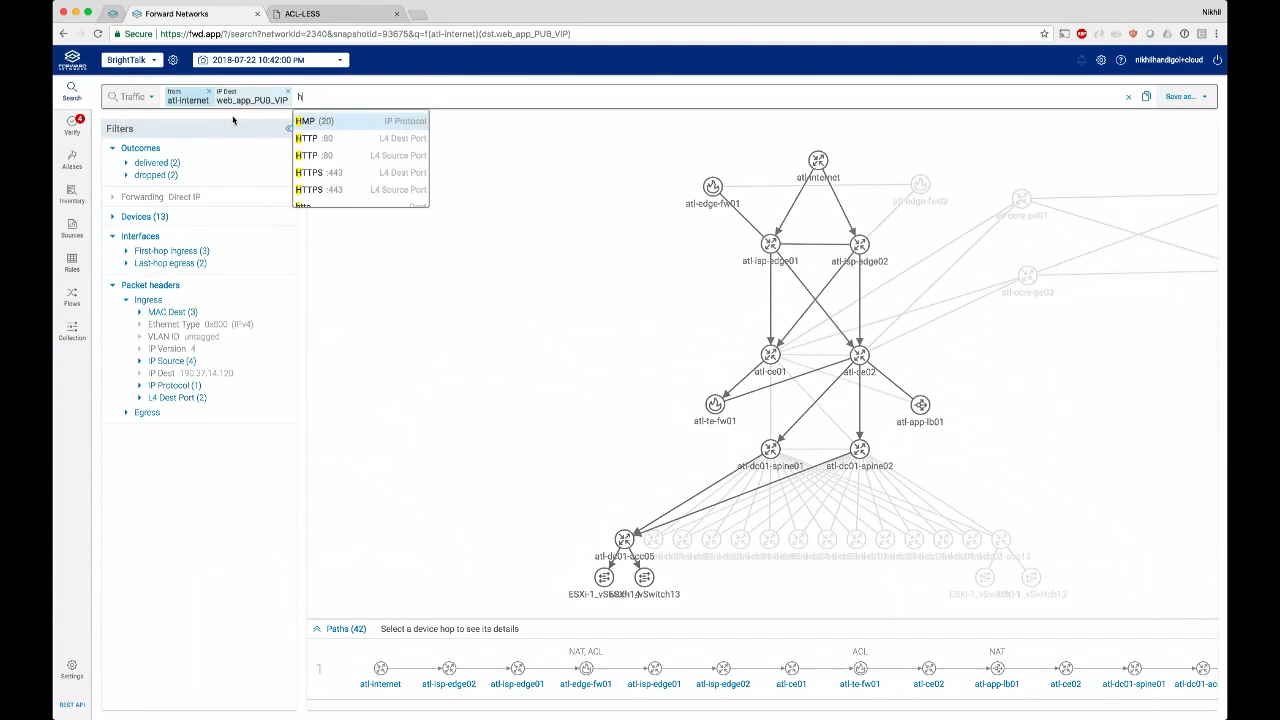 Nikhil
Forward Networks
ACL-LESS
Secure https://fwd.app/?/search?networkId=2340&snapshotId=93675&q=f(atl-internet)(dst.web_app_PUB_VIP)
BrightTalk
2018-07-22 10:42:00 PM
nikhilhandigol+cloud
FORWARD
NETWORKS
Search
Verify
4
Aliases
Inventory
Sources
Rules
Flows
Collection
Settings
REST API
Traffic
from
atl-internet
IP Dest
web_app_PUB_VIP
h
Save as...
HMP (20) IP Protocol
HTTP :80 L4 Dest Port
HTTP :80 L4 Source Port
HTTPS :443 L4 Dest Port
HTTPS :443 L4 Source Port
Filters
Outcomes
delivered (2)
dropped (2)
Forwarding Direct IP
Devices (13)
Interfaces
First-hop ingress (3)
Last-hop egress (2)
Packet headers
Ingress
MAC Dest (3)
Ethernet Type 0x800 (IPv4)
VLAN ID untagged
IP Version 4
IP Source (4)
IP Dest 190.37.14.120
IP Protocol (1)
L4 Dest Port (2)
Egress
atl-internet
atl-edge-fw01
atl-edge-fw02
atl-core-pe01
atl-isp-edge01
atl-isp-edge02
atl-core-pe02
atl-ce01
atl-ce02
atl-te-fw01
atl-app-lb01
atl-dc01-spine01
atl-dc01-spine02
atl-dc01-acc05
Paths (42) Select a device hop to see its details
1
NAT, ACL
ACL
NAT
atl-internet
atl-isp-edge02
atl-isp-edge01
atl-edge-fw01
atl-isp-edge01
atl-isp-edge02
atl-ce01
atl-te-fw01
atl-ce02
atl-app-lb01
atl-ce02
atl-dc01-spine01
atl-dc01-ac